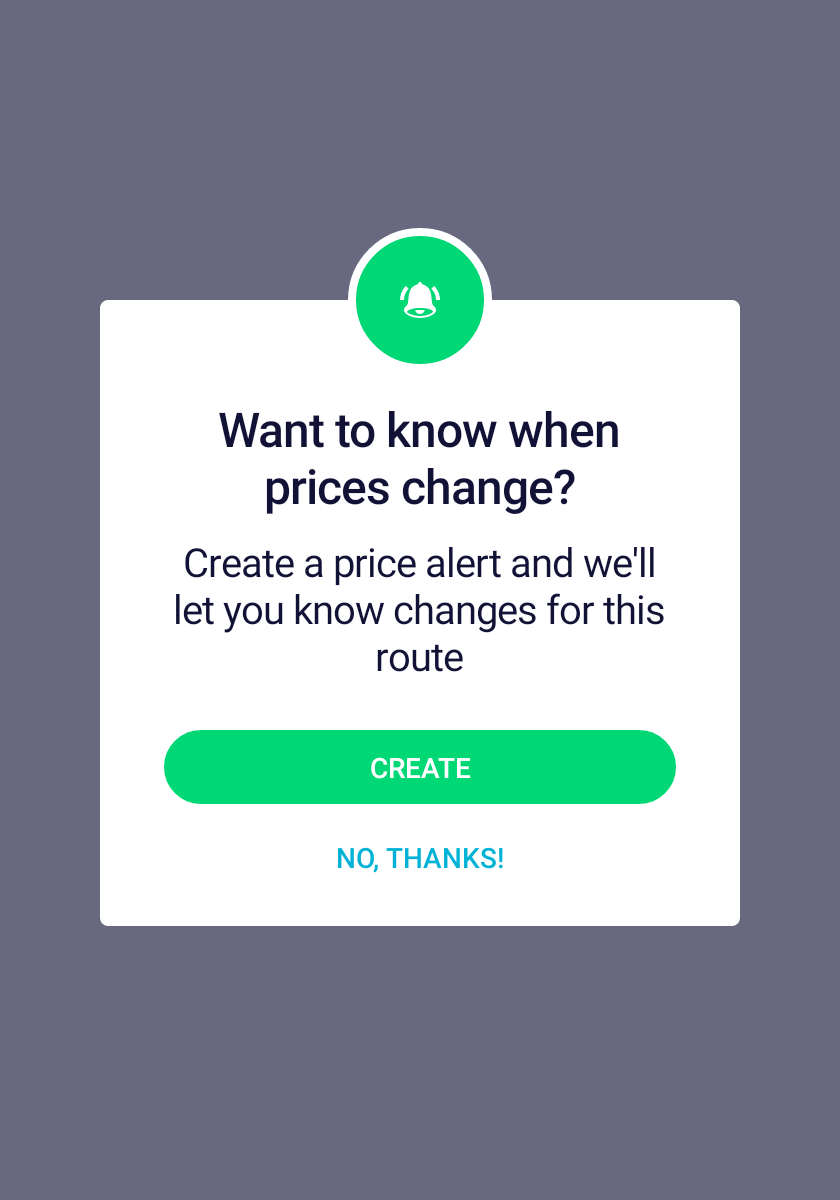 Want to know when
prices change?
Create a price alert and we'll
let you know changes for this
route
CREATE
NO, THANKS!